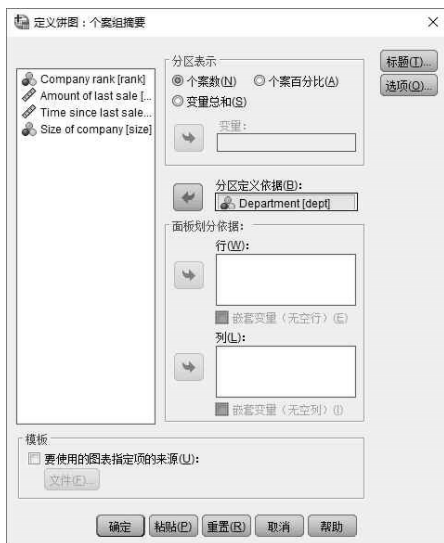 定义饼图：个案组摘要
Company rank [rank]
Amount of last sale [...
Time since last sale...
Size of company [size]
分区表示
个案数(N) 个案百分比(A)
变量总和(S)
变量：
分区定义依据(B)：
Department [dept]
面板划分依据：
行(W)：
嵌套变量（无空行）(E)
列(L)：
嵌套变量（无空列）(I)
标题(T)...
选项(O)...
模板
要使用的图表指定项的来源(U)：
文件(F)...
确定 粘贴(P) 重置(R) 取消 帮助